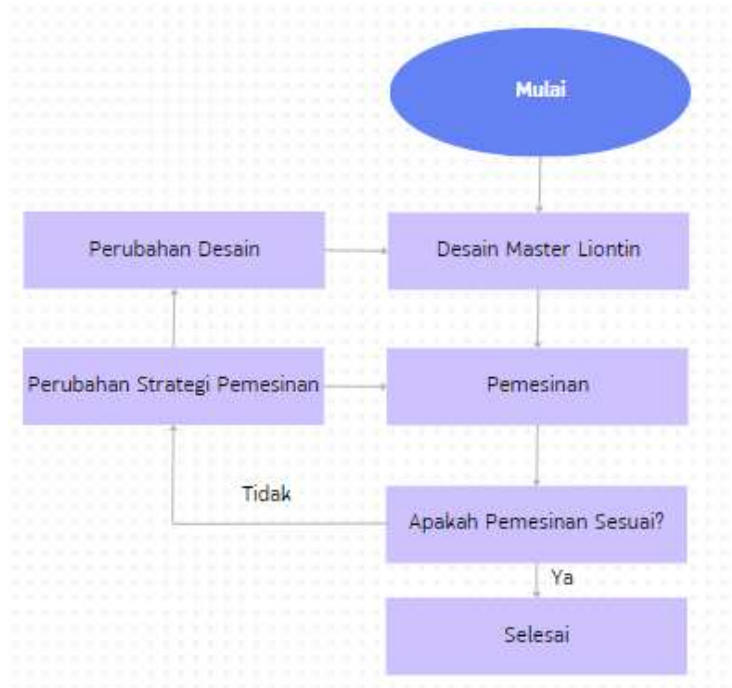 Mulai
Perubahan Desain
Desain Master Liontin
Perubahan Strategi Pemesinan
Pemesinan
Tidak
Apakah Pemesinan Sesuai?
Ya
Selesai